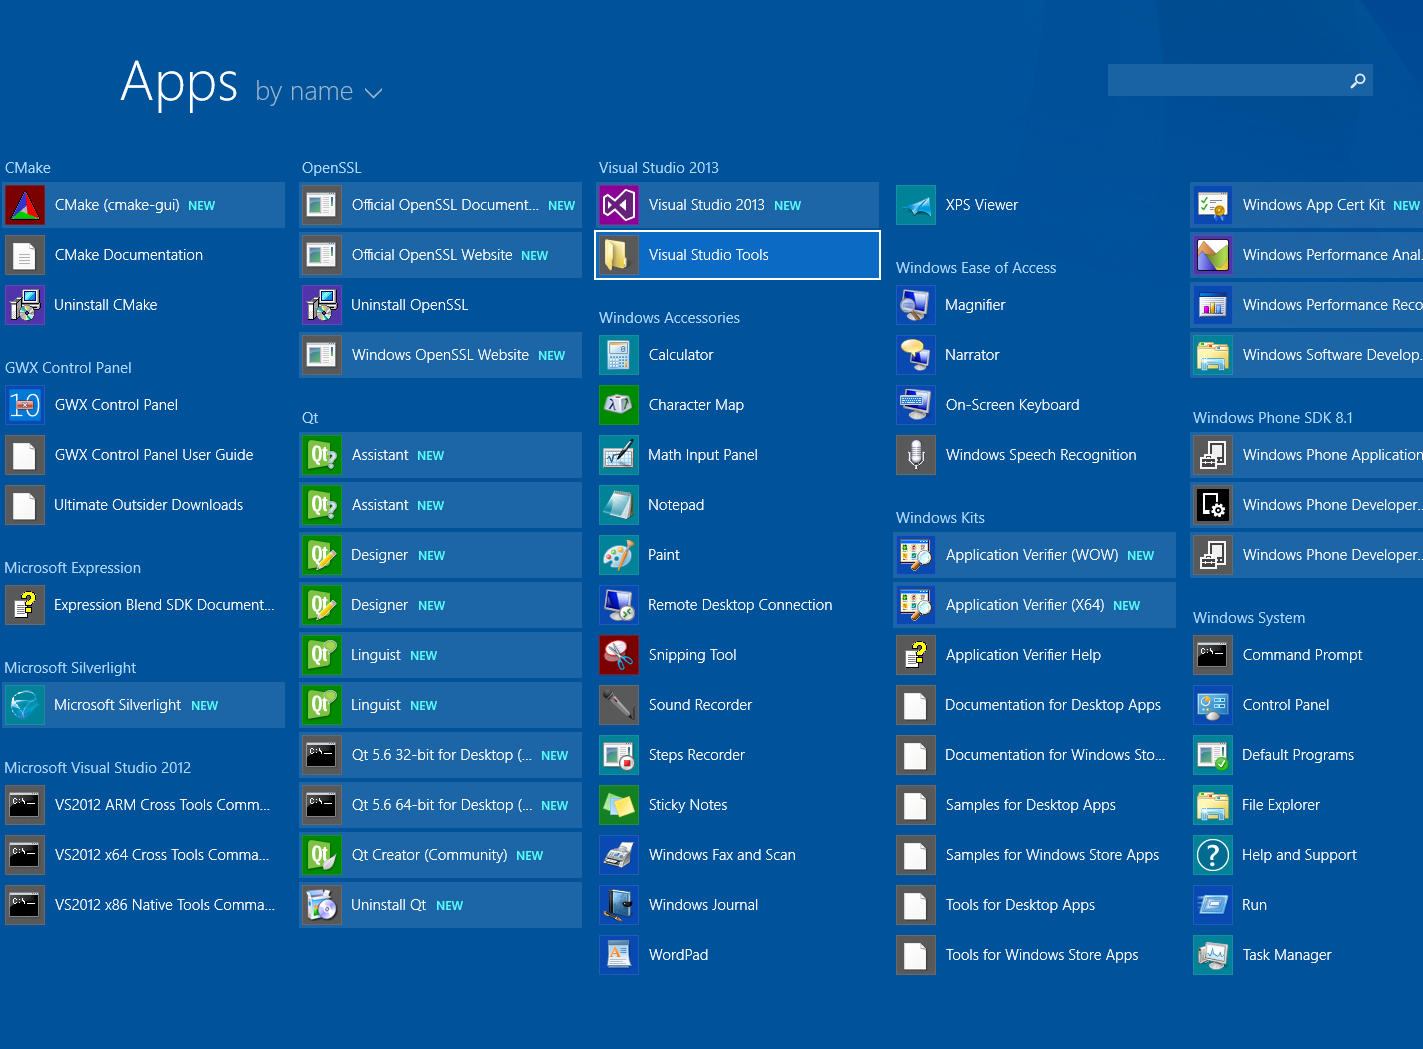 Apps by name
CMake
CMake (cmake-gui) NEW
CMake Documentation
Uninstall CMake
GWX Control Panel
GWX Control Panel
GWX Control Panel User Guide
Ultimate Outsider Downloads
Microsoft Expression
Expression Blend SDK Document...
Microsoft Silverlight
Microsoft Silverlight NEW
Microsoft Visual Studio 2012
VS2012 ARM Cross Tools Comm...
VS2012 x64 Cross Tools Comma...
VS2012 x86 Native Tools Comma...
OpenSSL
Official OpenSSL Document... NEW
Official OpenSSL Website NEW
Uninstall OpenSSL
Windows OpenSSL Website NEW
Qt
Assistant NEW
Assistant NEW
Designer NEW
Designer NEW
Linguist NEW
Linguist NEW
Qt 5.6 32-bit for Desktop (... NEW
Qt 5.6 64-bit for Desktop (... NEW
Qt Creator (Community) NEW
Uninstall Qt NEW
Visual Studio 2013
Visual Studio 2013 NEW
Visual Studio Tools
Windows Accessories
Calculator
Character Map
Math Input Panel
Notepad
Paint
Remote Desktop Connection
Snipping Tool
Sound Recorder
Steps Recorder
Sticky Notes
Windows Fax and Scan
Windows Journal
WordPad
XPS Viewer
Windows Ease of Access
Magnifier
Narrator
On-Screen Keyboard
Windows Speech Recognition
Windows Kits
Application Verifier (WOW) NEW
Application Verifier (X64) NEW
Application Verifier Help
Documentation for Desktop Apps
Documentation for Windows Sto...
Samples for Desktop Apps
Samples for Windows Store Apps
Tools for Desktop Apps
Tools for Windows Store Apps
Windows App Cert Kit NEW
Windows Performance Anal...
Windows Performance Reco
Windows Software Develop...
Windows Phone SDK 8.1
Windows Phone Application
Windows Phone Developer...
Windows Phone Developer...
Windows System
Command Prompt
Control Panel
Default Programs
File Explorer
Help and Support
Run
Task Manager